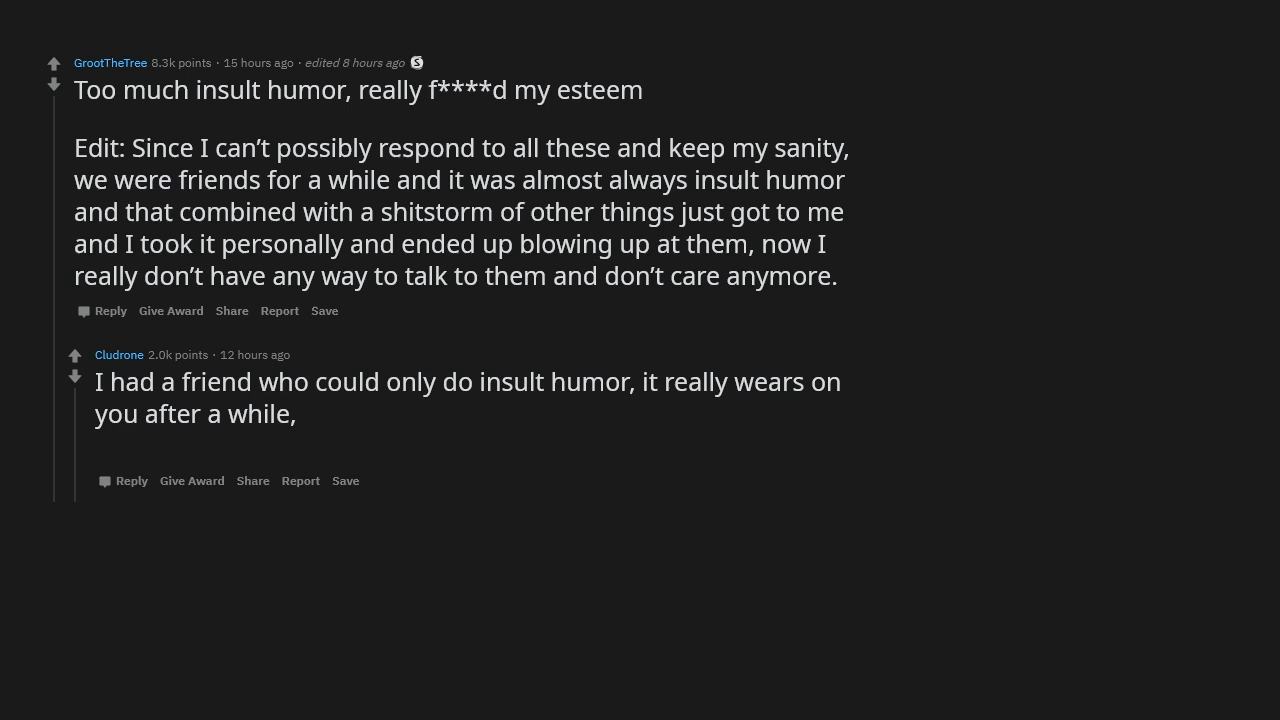 GrootTheTree 8.3k points · 15 hours ago · edited 8 hours ago S
Too much insult humor, really f****d my esteem
Edit: Since I can’t possibly respond to all these and keep my sanity,
we were friends for a while and it was almost always insult humor
and that combined with a shitstorm of other things just got to me
and I took it personally and ended up blowing up at them, now I
really don’t have any way to talk to them and don’t care anymore.
Reply Give Award Share Report Save
Cludrone 2.0k points · 12 hours ago
I had a friend who could only do insult humor, it really wears on
you after a while,
Reply Give Award Share Report Save